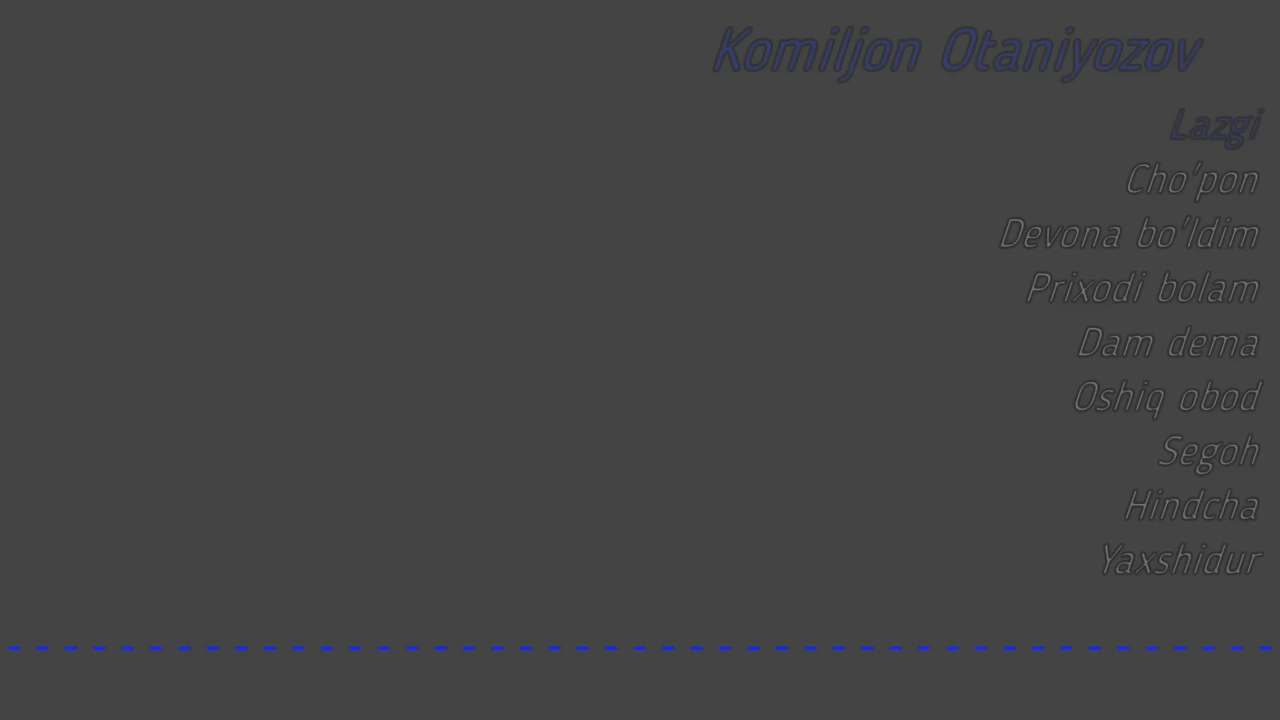 Komiljon Otaniyozov
Lazgi
Cho'pon
Devona bo'ldim
Prixodi bolam
Dam dema
Oshiq obod
Segoh
Hindcha
Yaxshidur